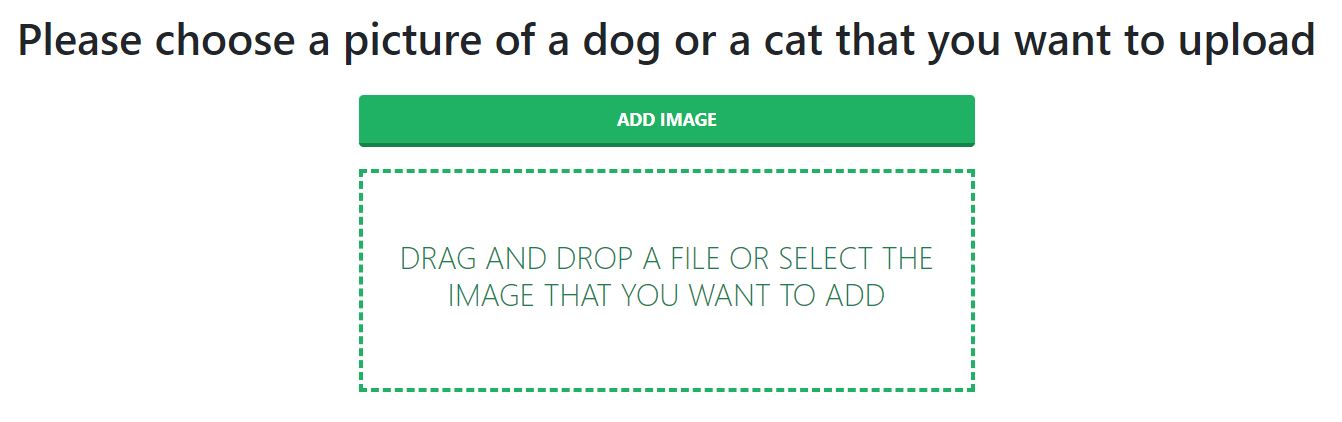 Please choose a picture of a dog or a cat that you want to upload
ADD IMAGE
DRAG AND DROP A FILE OR SELECT THE
IMAGE THAT YOU WANT TO ADD